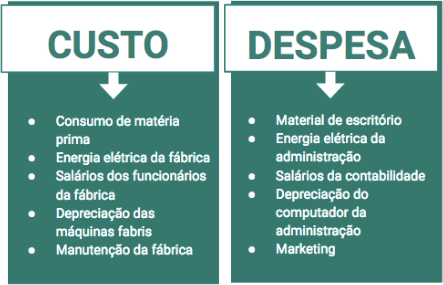 CUSTO
● Consumo de matéria
prima
● Energia elétrica da fábrica
● Salários dos funcionários
da fábrica
● Depreciação das
máquinas fabris
● Manutenção da fábrica
DESPESA
● Material de escritório
● Energia elétrica da
administração
● Salários da contabilidade
● Depreciação do
computador da
administração
● Marketing